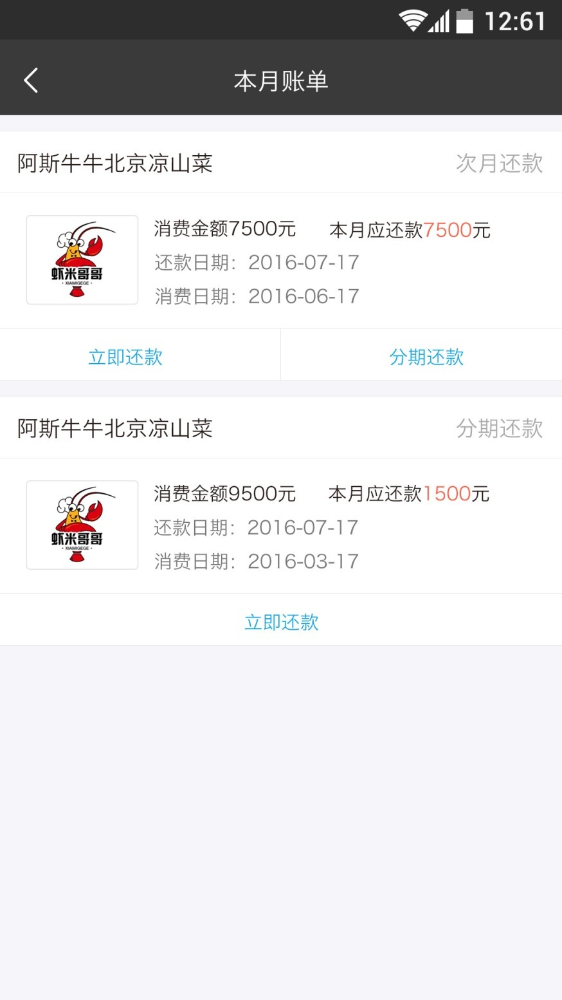 12:61
本月账单
阿斯牛牛北京凉山菜 次月还款
消费金额7500元 本月应还款7500元
还款日期：2016-07-17
消费日期：2016-06-17
虾米哥哥
·XIAMIGEGE·
立即还款 分期还款
阿斯牛牛北京凉山菜 分期还款
消费金额9500元 本月应还款1500元
还款日期：2016-07-17
消费日期：2016-03-17
虾米哥哥
·XIAMIGEGE·
立即还款